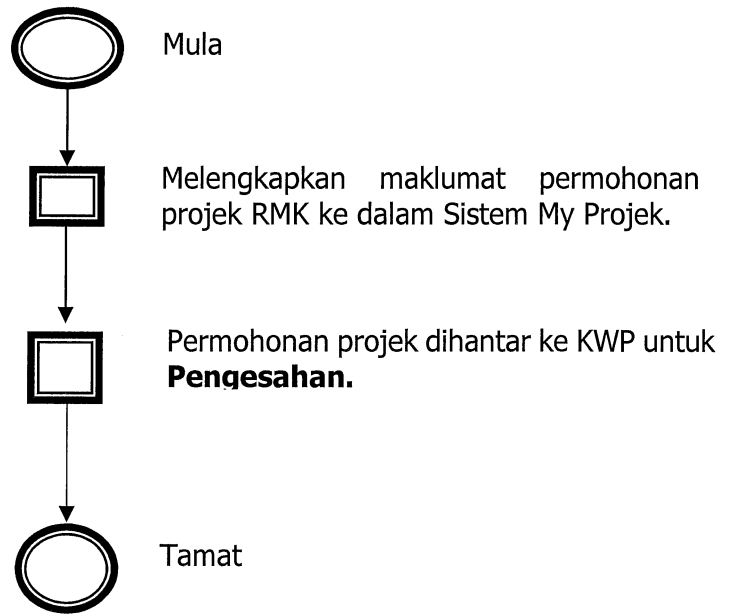 Mula
Melengkapkan maklumat permohonan
projek RMK ke dalam Sistem My Projek.
Permohonan projek dihantar ke KWP untuk
Pengesahan.
Tamat